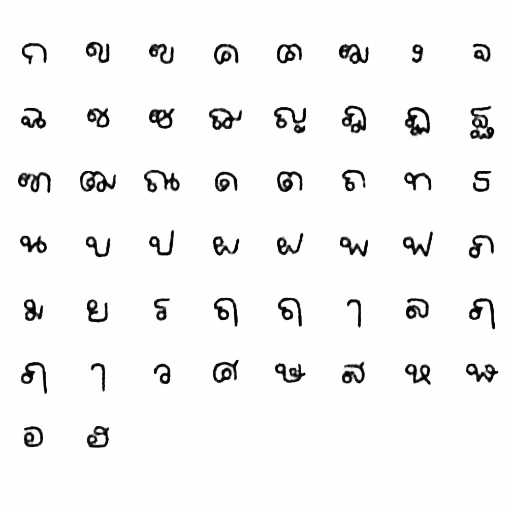 ก ข ฃ ค ฅ ฆ ง จ
ฉ ช ซ ฌ ญ ฎ ฏ ฐ
ฑ ฒ ณ ด ต ถ ท ธ
น บ ป ผ ฝ พ ฟ ภ
ม ย ร ฤ ฤ ๅ ล ฦ
ฦ ๅ ว ศ ษ ส ห ฬ
อ ฮ